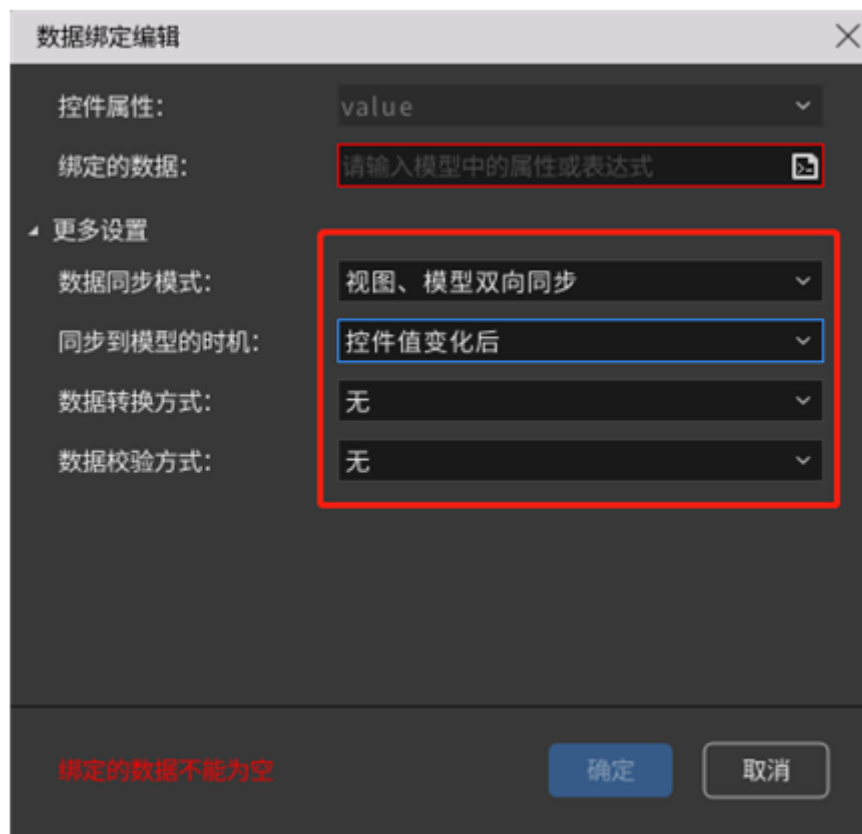 数据绑定编辑
控件属性： value
绑定的数据： 请输入模型中的属性或表达式
更多设置
数据同步模式： 视图、模型双向同步
同步到模型的时机： 控件值变化后
数据转换方式： 无
数据校验方式： 无
绑定的数据不能为空 确定 取消